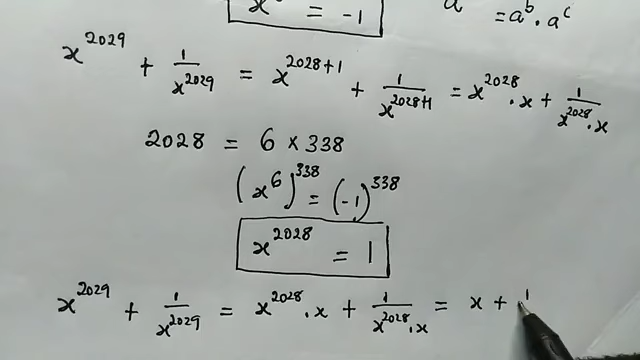 = -1
= a^b · a^c
x^2029 + 1/x^2029 = x^(2028+1) + 1/x^(2028+1) = x^2028 · x + 1/(x^2028 · x)
2028 = 6 × 338
(x^6)^338 = (-1)^338
x^2028 = 1
x^2029 + 1/x^2029 = x^2028 · x + 1/(x^2028 · x) = x + 1